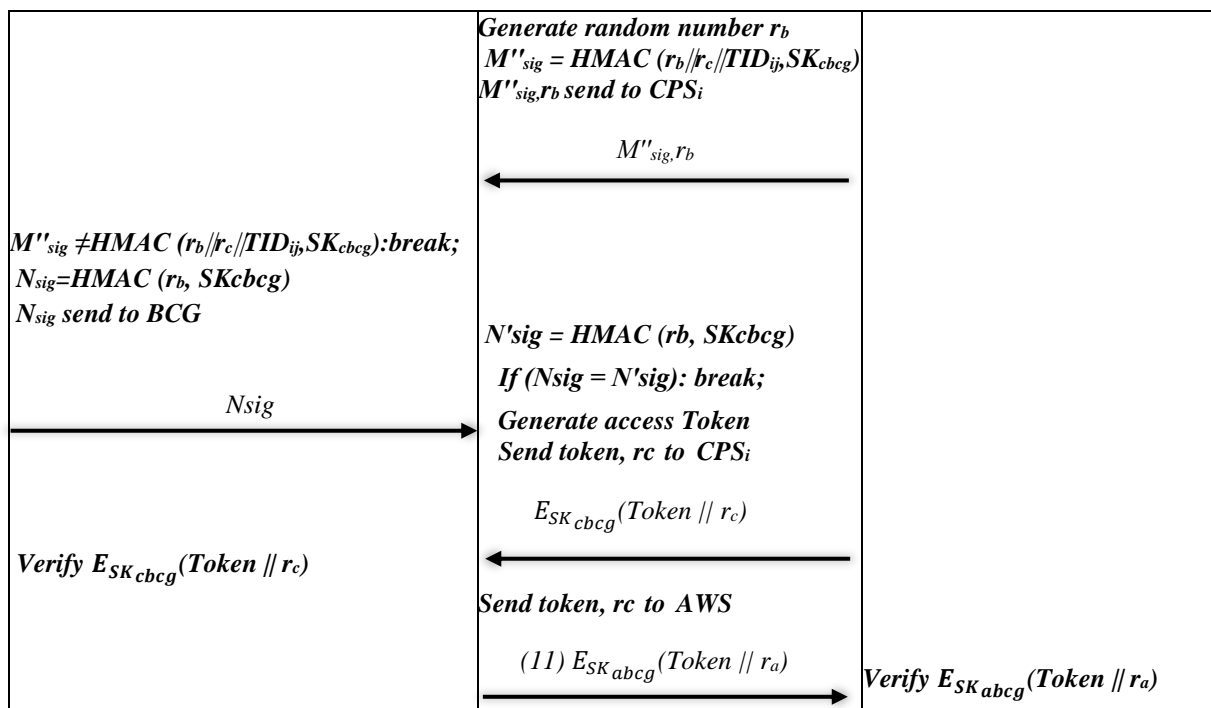 Generate random number rb
M''sig = HMAC (rb//rc//TIDij,SKcbcg)
M''sig,rb send to CPSi
M''sig,rb
M''sig ≠HMAC (rb//rc//TIDij,SKcbcg):break;
Nsig=HMAC (rb, SKcbcg)
Nsig send to BCG
N'sig = HMAC (rb, SKcbcg)
If (Nsig = N'sig): break;
Nsig
Generate access Token
Send token, rc to CPSi
ESKcbcg(Token // rc)
Verify ESKcbcg(Token // rc)
Send token, rc to AWS
(11) ESKabcg(Token // ra)
Verify ESKabcg(Token // ra)